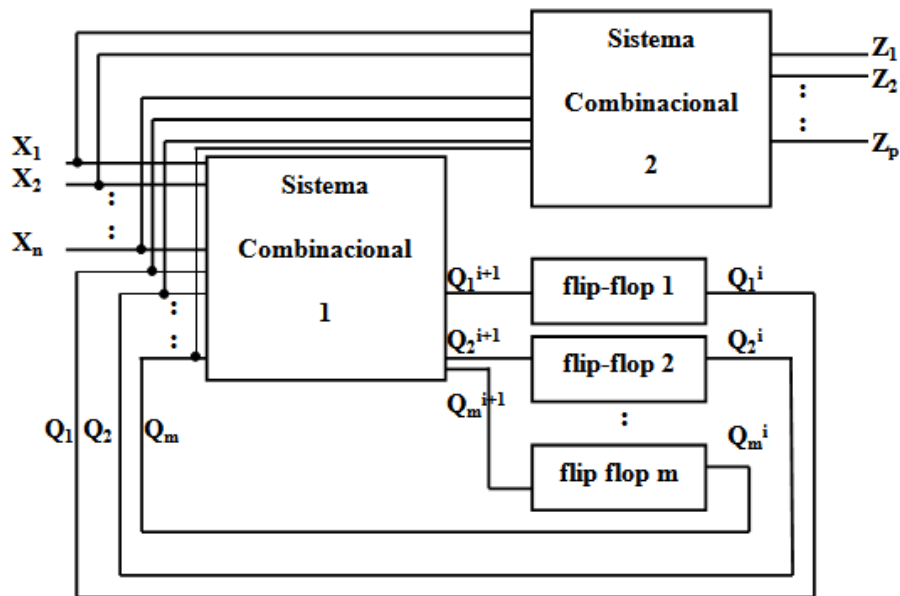 Sistema
Combinacional
2
Z₁
Z₂
:
:
Zₚ
X₁
X₂
:
:
Xₙ
Sistema
Combinacional
1
:
:
Q₁ⁱ⁺¹
flip-flop 1
Q₁ⁱ
Q₂ⁱ⁺¹
flip-flop 2
Q₂ⁱ
Qₘⁱ⁺¹
:
flip flop m
Qₘⁱ
Q₁
Q₂
Qₘ